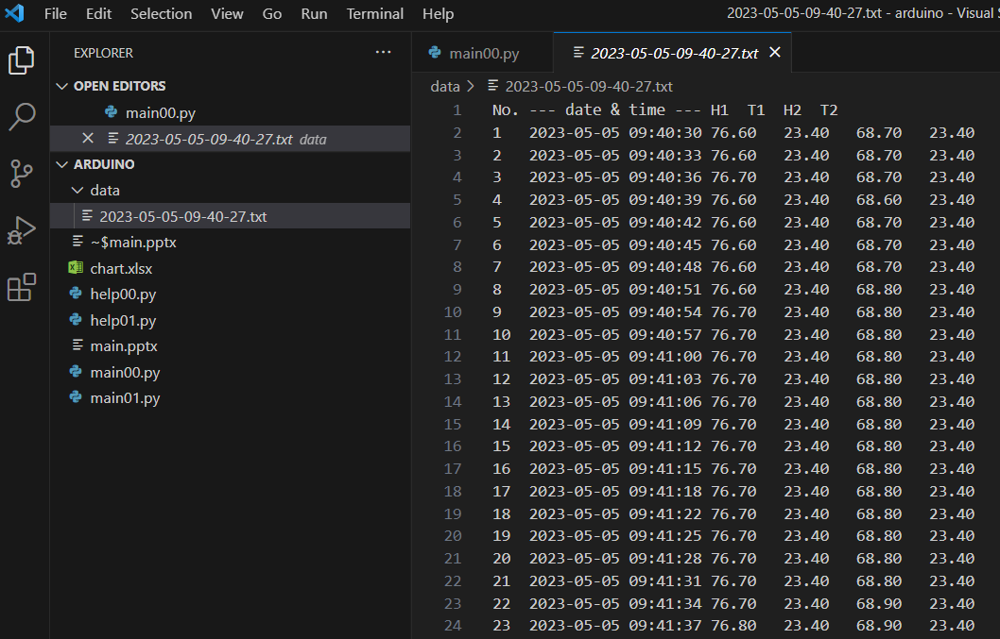 File Edit Selection View Go Run Terminal Help 2023-05-05-09-40-27.txt - arduino - Visual S
EXPLORER ...
OPEN EDITORS
main00.py
2023-05-05-09-40-27.txt data
ARDUINO
data
2023-05-05-09-40-27.txt
~$main.pptx
chart.xlsx
help00.py
help01.py
main.pptx
main00.py
main01.py
main00.py 2023-05-05-09-40-27.txt
data > 2023-05-05-09-40-27.txt
1 No. --- date & time --- H1 T1 H2 T2
2 1 2023-05-05 09:40:30 76.60 23.40 68.70 23.40
3 2 2023-05-05 09:40:33 76.60 23.40 68.70 23.40
4 3 2023-05-05 09:40:36 76.70 23.40 68.70 23.40
5 4 2023-05-05 09:40:39 76.60 23.40 68.60 23.40
6 5 2023-05-05 09:40:42 76.60 23.40 68.70 23.40
7 6 2023-05-05 09:40:45 76.60 23.40 68.70 23.40
8 7 2023-05-05 09:40:48 76.60 23.40 68.70 23.40
9 8 2023-05-05 09:40:51 76.60 23.40 68.80 23.40
10 9 2023-05-05 09:40:54 76.70 23.40 68.80 23.40
11 10 2023-05-05 09:40:57 76.70 23.40 68.80 23.40
12 11 2023-05-05 09:41:00 76.70 23.40 68.80 23.40
13 12 2023-05-05 09:41:03 76.70 23.40 68.80 23.40
14 13 2023-05-05 09:41:06 76.70 23.40 68.80 23.40
15 14 2023-05-05 09:41:09 76.70 23.40 68.80 23.40
16 15 2023-05-05 09:41:12 76.70 23.40 68.80 23.40
17 16 2023-05-05 09:41:15 76.70 23.40 68.80 23.40
18 17 2023-05-05 09:41:18 76.70 23.40 68.80 23.40
19 18 2023-05-05 09:41:22 76.70 23.40 68.80 23.40
20 19 2023-05-05 09:41:25 76.70 23.40 68.80 23.40
21 20 2023-05-05 09:41:28 76.70 23.40 68.80 23.40
22 21 2023-05-05 09:41:31 76.70 23.40 68.80 23.40
23 22 2023-05-05 09:41:34 76.70 23.40 68.90 23.40
24 23 2023-05-05 09:41:37 76.80 23.40 68.90 23.40